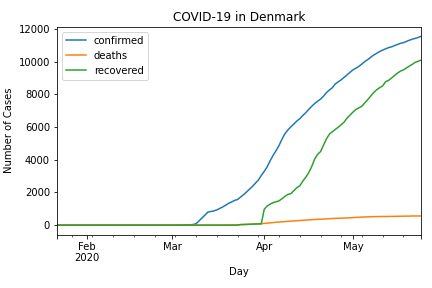 COVID-19 in Denmark
confirmed
deaths
recovered
Number of Cases
12000
10000
8000
6000
4000
2000
0
Feb
2020
Mar
Apr
May
Day